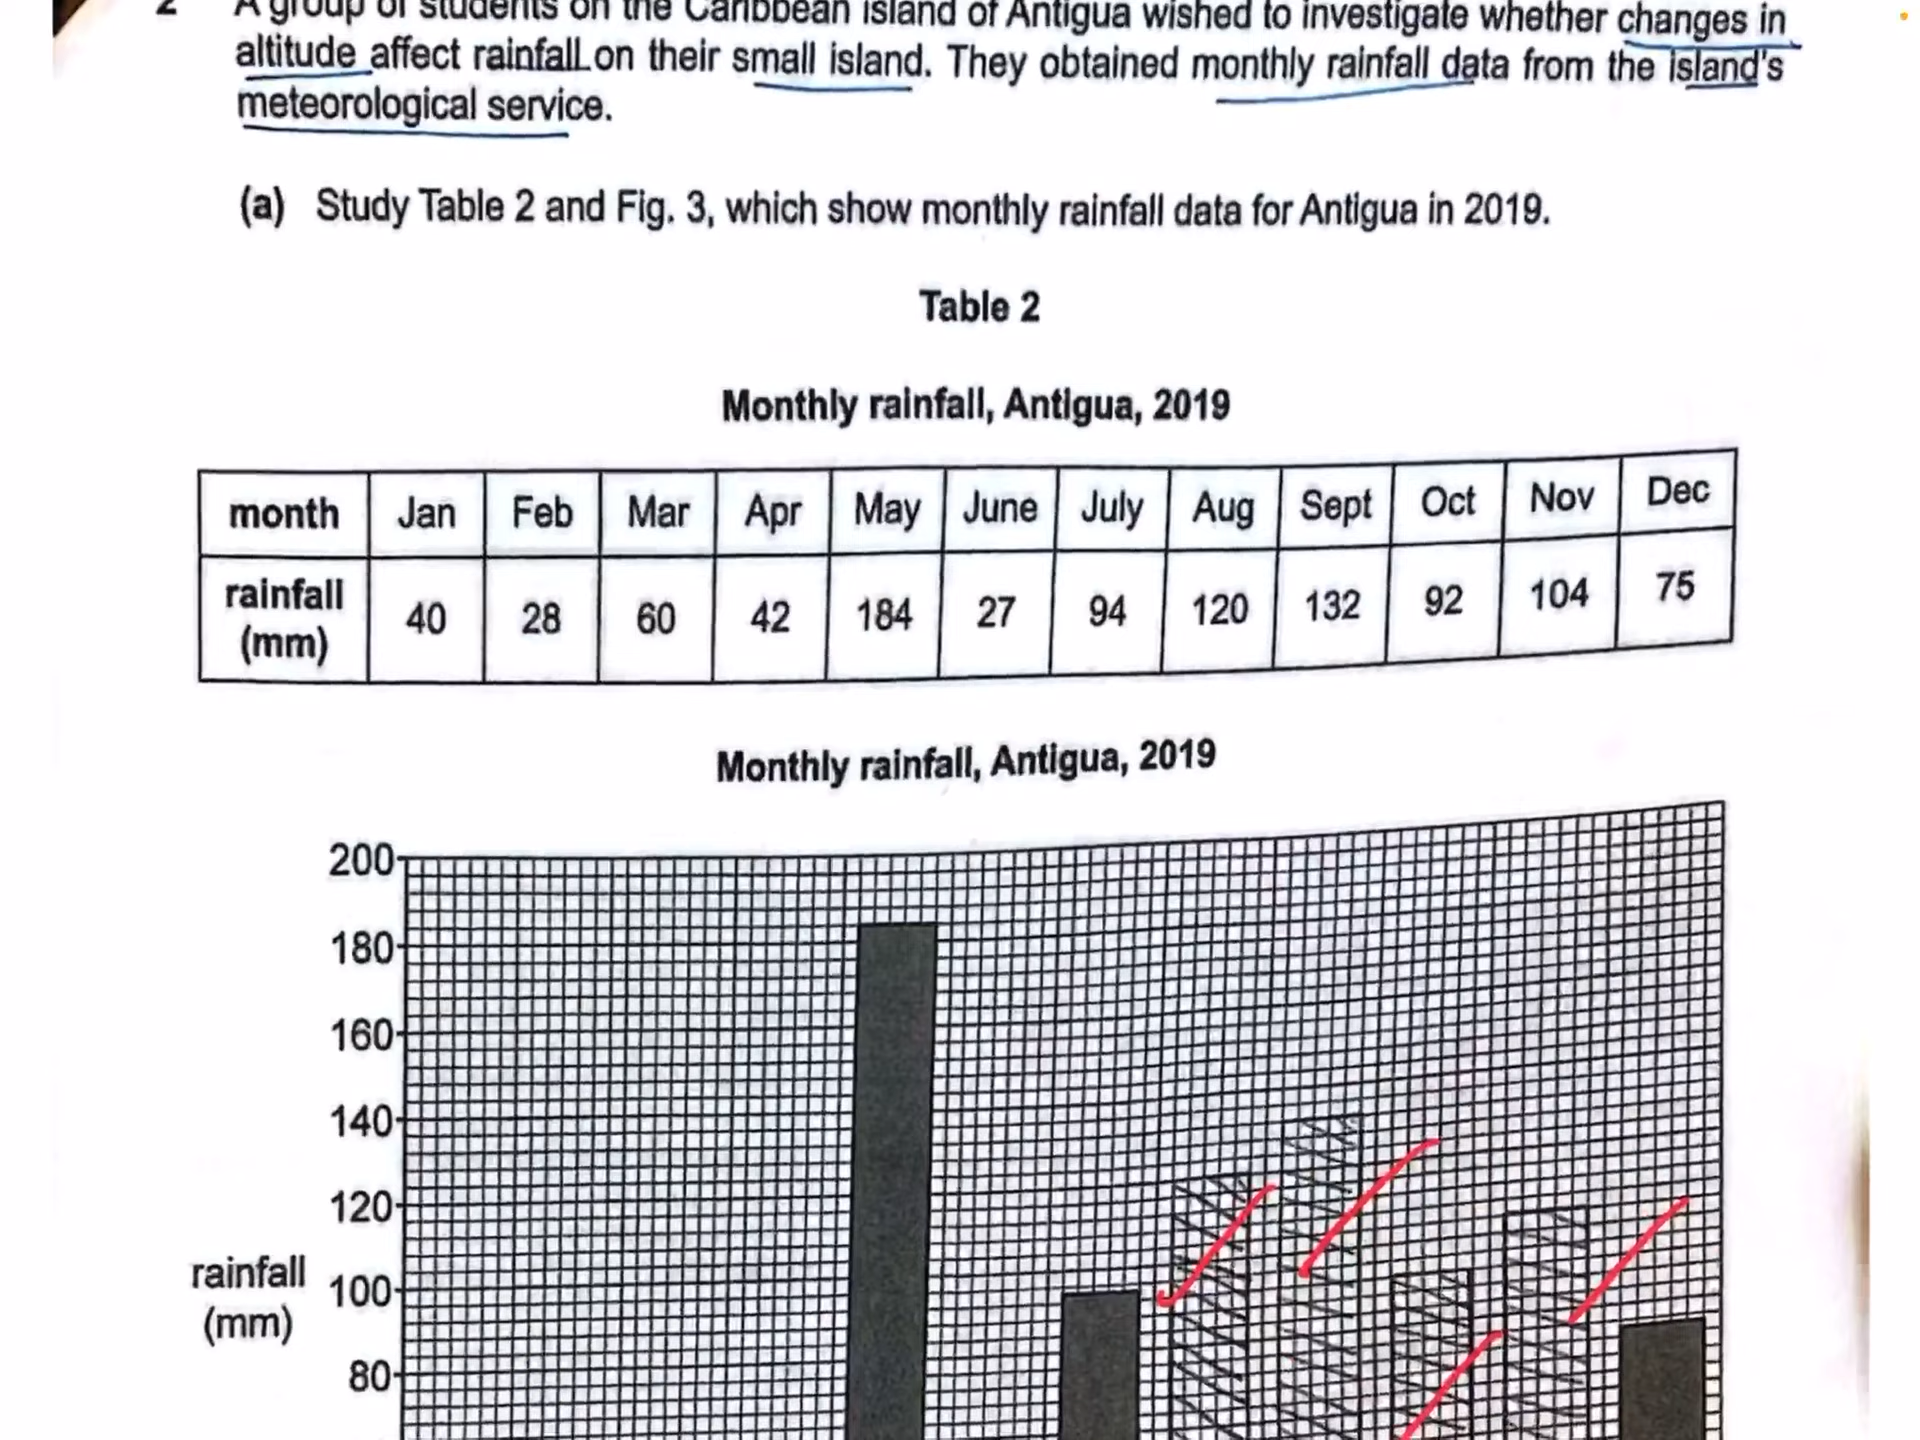 2 A group of students on the Caribbean island of Antigua wished to investigate whether changes in
altitude affect rainfall on their small island. They obtained monthly rainfall data from the island's
meteorological service.
(a) Study Table 2 and Fig. 3, which show monthly rainfall data for Antigua in 2019.
Table 2
Monthly rainfall, Antigua, 2019
month Jan Feb Mar Apr May June July Aug Sept Oct Nov Dec
rainfall (mm) 40 28 60 42 184 27 94 120 132 92 104 75
Monthly rainfall, Antigua, 2019
200
180
160
140
120
rainfall
(mm)
100
80